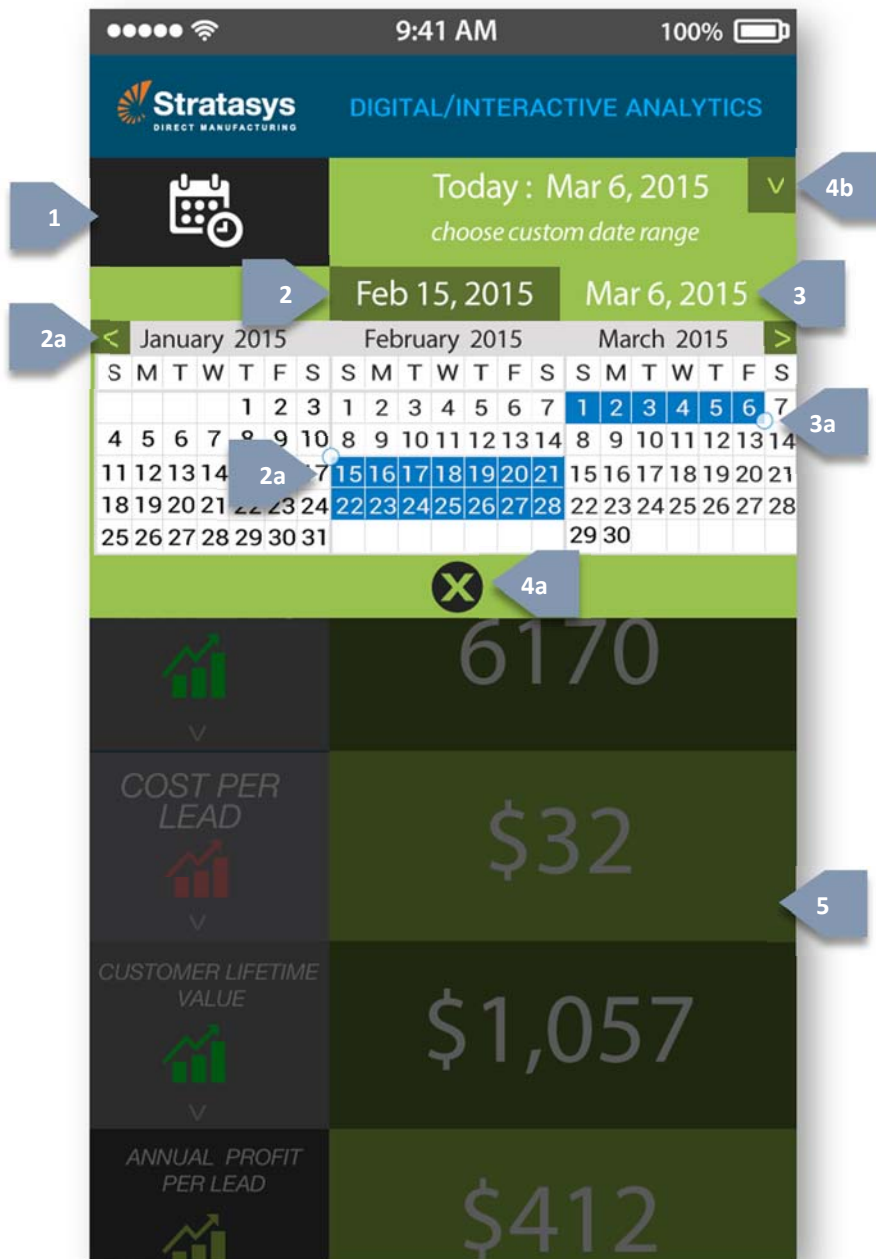 9:41 AM 100%
Stratasys
DIRECT MANUFACTURING
DIGITAL/INTERACTIVE ANALYTICS
1
Today : Mar 6, 2015 V 4b
choose custom date range
2 Feb 15, 2015 Mar 6, 2015 3
2a < January 2015 February 2015 March 2015 >
S M T W T F S S M T W T F S S M T W T F S
1 2 3 1 2 3 4 5 6 7 1 2 3 4 5 6 7
3a
4 5 6 7 8 9 10 8 9 10 11 12 13 14 8 9 10 11 12 13 14
11 12 13 14 2a 17 15 16 17 18 19 20 21 15 16 17 18 19 20 21
18 19 20 21 22 23 24 22 23 24 25 26 27 28 22 23 24 25 26 27 28
25 26 27 28 29 30 31 29 30
X 4a
6170
V
COST PER
LEAD
$32
V
5
CUSTOMER LIFETIME
VALUE
$1,057
V
ANNUAL PROFIT
PER LEAD
$412